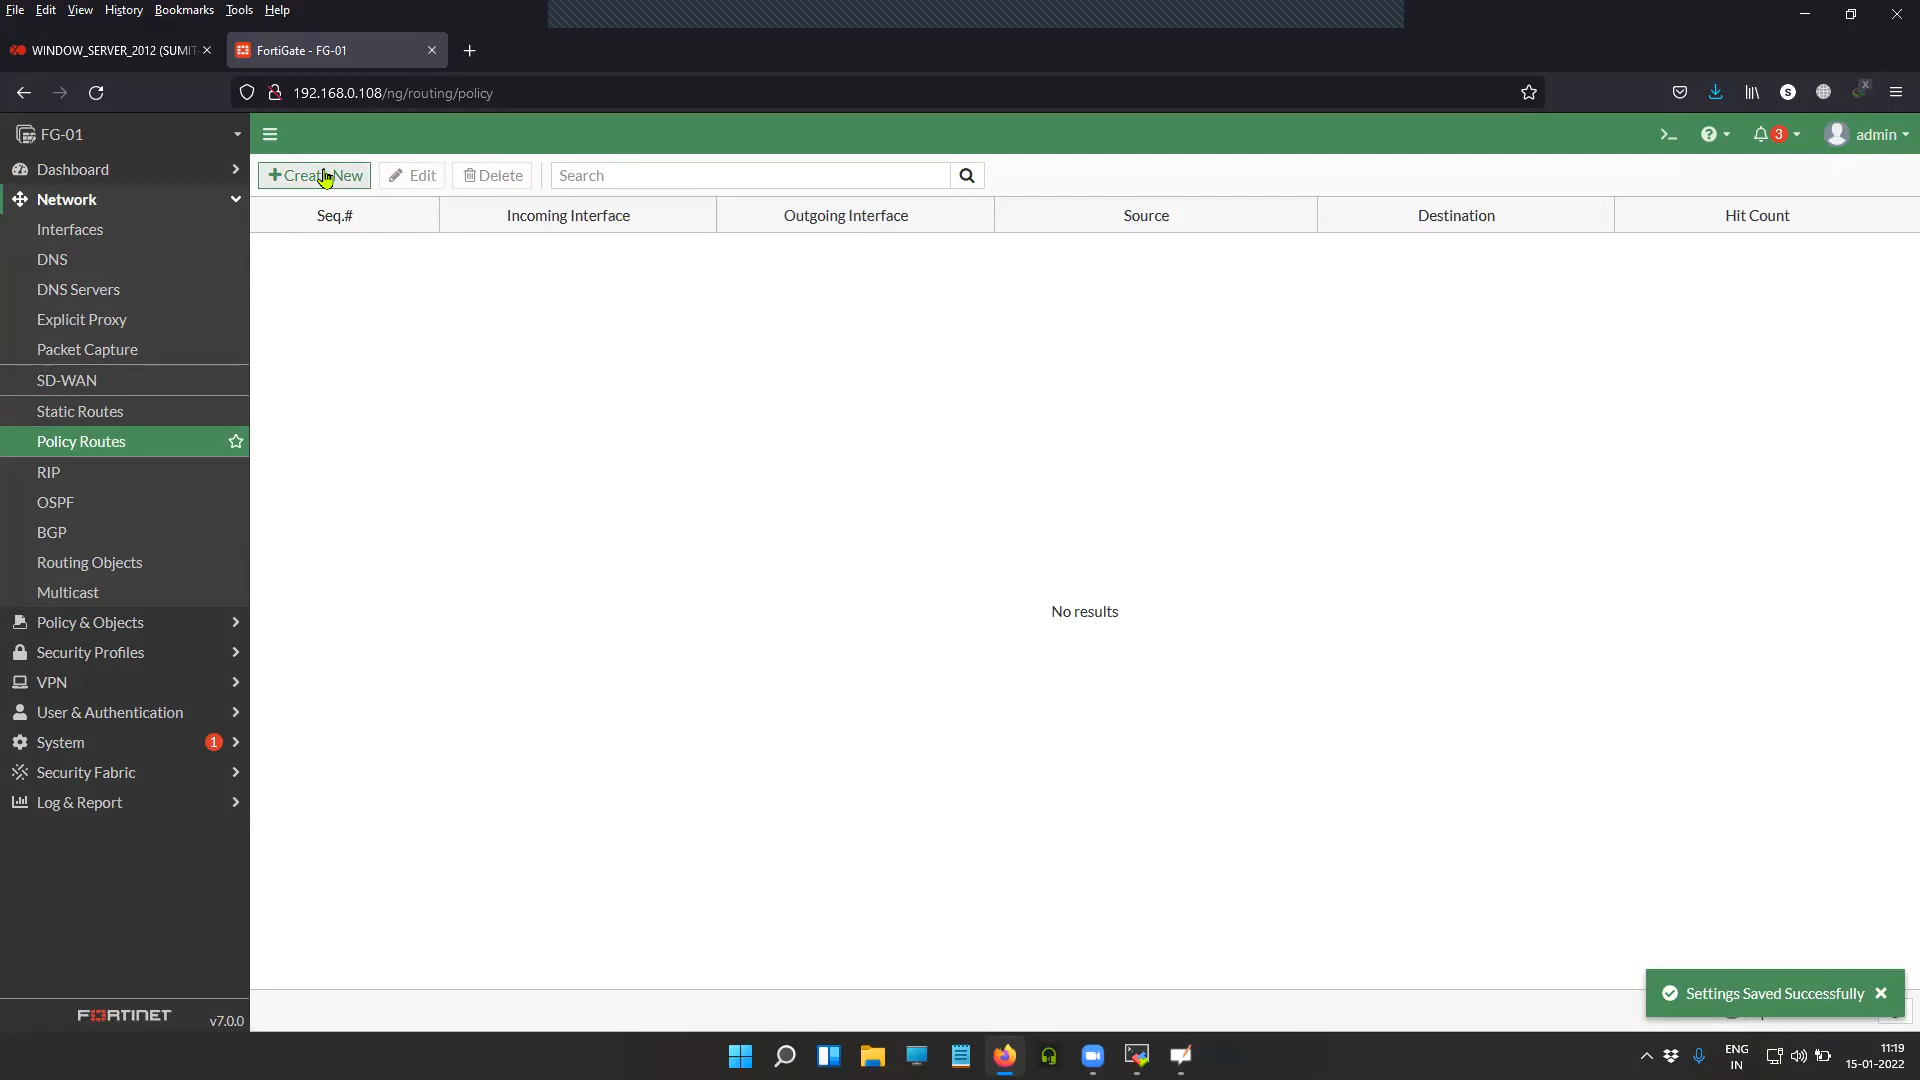 File Edit View History Bookmarks Tools Help
WINDOW_SERVER_2012 (SUMIT
FortiGate - FG-01
192.168.0.108/ng/routing/policy
FG-01
admin
3
Create New
Edit
Delete
Search
Seq.# Incoming Interface Outgoing Interface Source Destination Hit Count
No results
Dashboard
Network
Interfaces
DNS
DNS Servers
Explicit Proxy
Packet Capture
SD-WAN
Static Routes
Policy Routes
RIP
OSPF
BGP
Routing Objects
Multicast
Policy & Objects
Security Profiles
VPN
User & Authentication
System 1
Security Fabric
Log & Report
FORTINET v7.0.0
Settings Saved Successfully
ENG
IN
11:19
15-01-2022